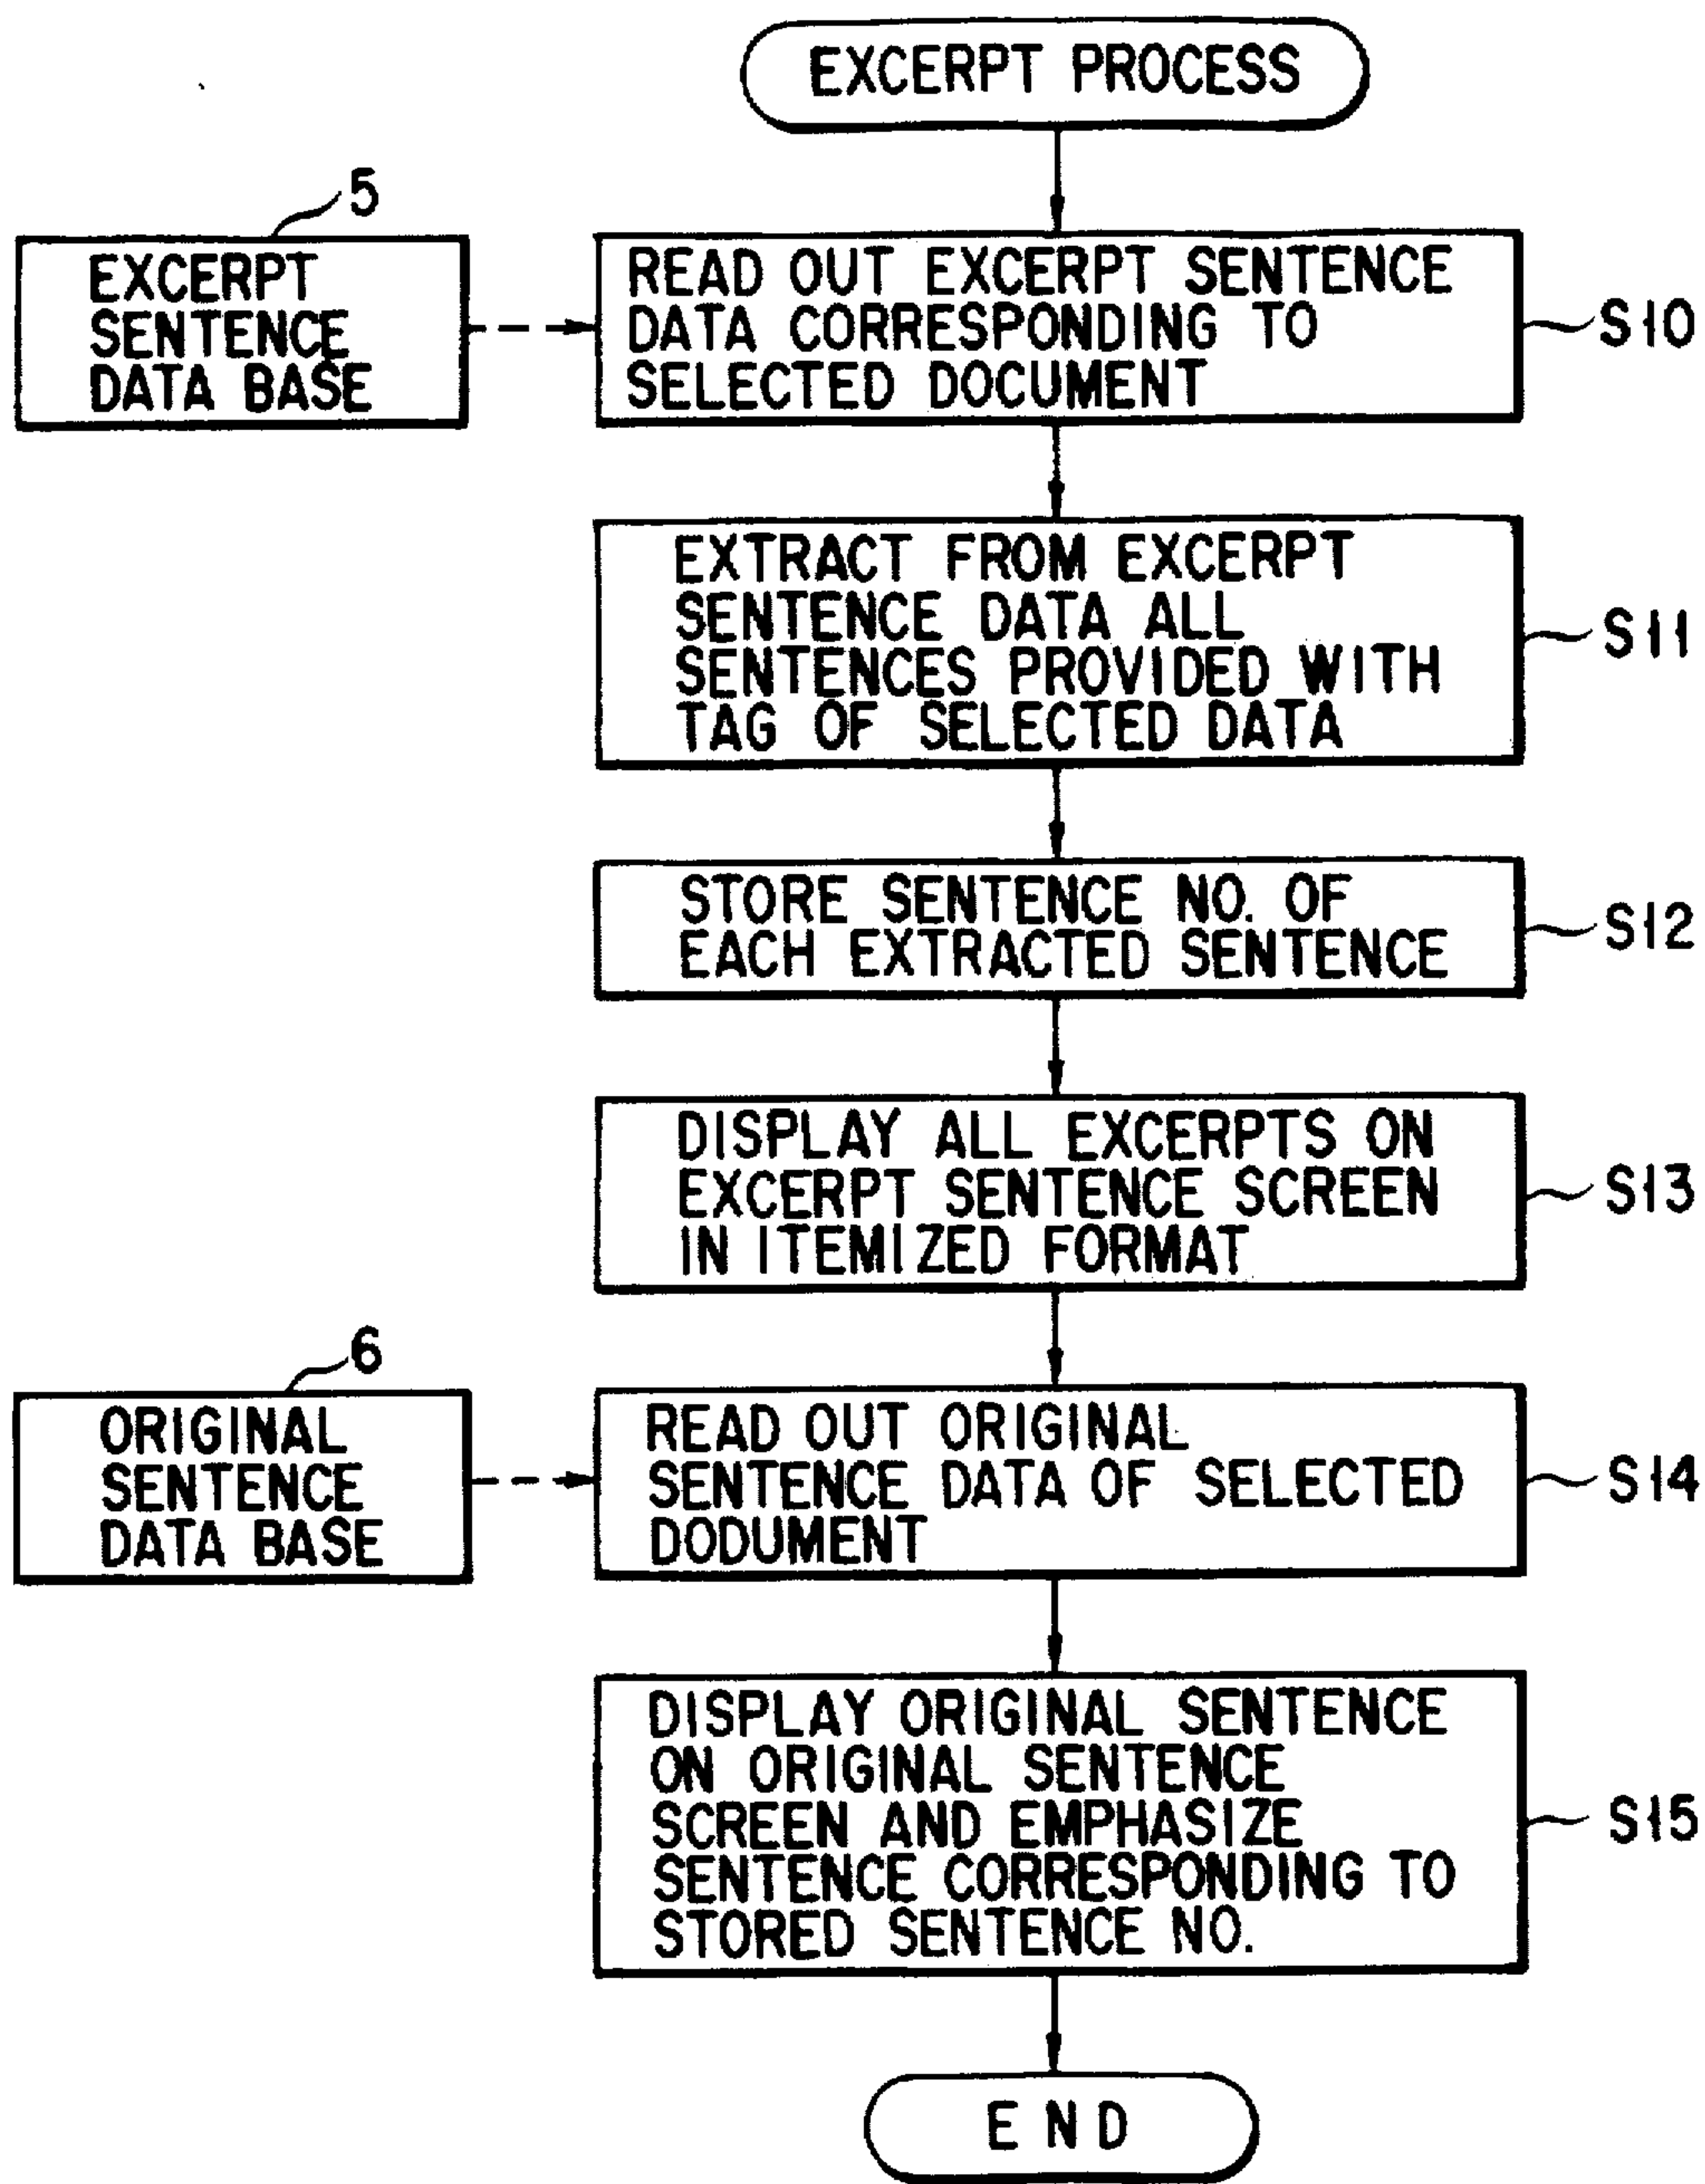 EXCERPT PROCESS
5
EXCERPT
SENTENCE
DATA BASE
READ OUT EXCERPT SENTENCE
DATA CORRESPONDING TO
SELECTED DOCUMENT
S10
EXTRACT FROM EXCERPT
SENTENCE DATA ALL
SENTENCES PROVIDED WITH
TAG OF SELECTED DATA
S11
STORE SENTENCE NO. OF
EACH EXTRACTED SENTENCE
S12
DISPLAY ALL EXCERPTS ON
EXCERPT SENTENCE SCREEN
IN ITEMIZED FORMAT
S13
6
ORIGINAL
SENTENCE
DATA BASE
READ OUT ORIGINAL
SENTENCE DATA OF SELECTED
DODUMENT
S14
DISPLAY ORIGINAL SENTENCE
ON ORIGINAL SENTENCE
SCREEN AND EMPHASIZE
SENTENCE CORRESPONDING TO
STORED SENTENCE NO.
S15
END